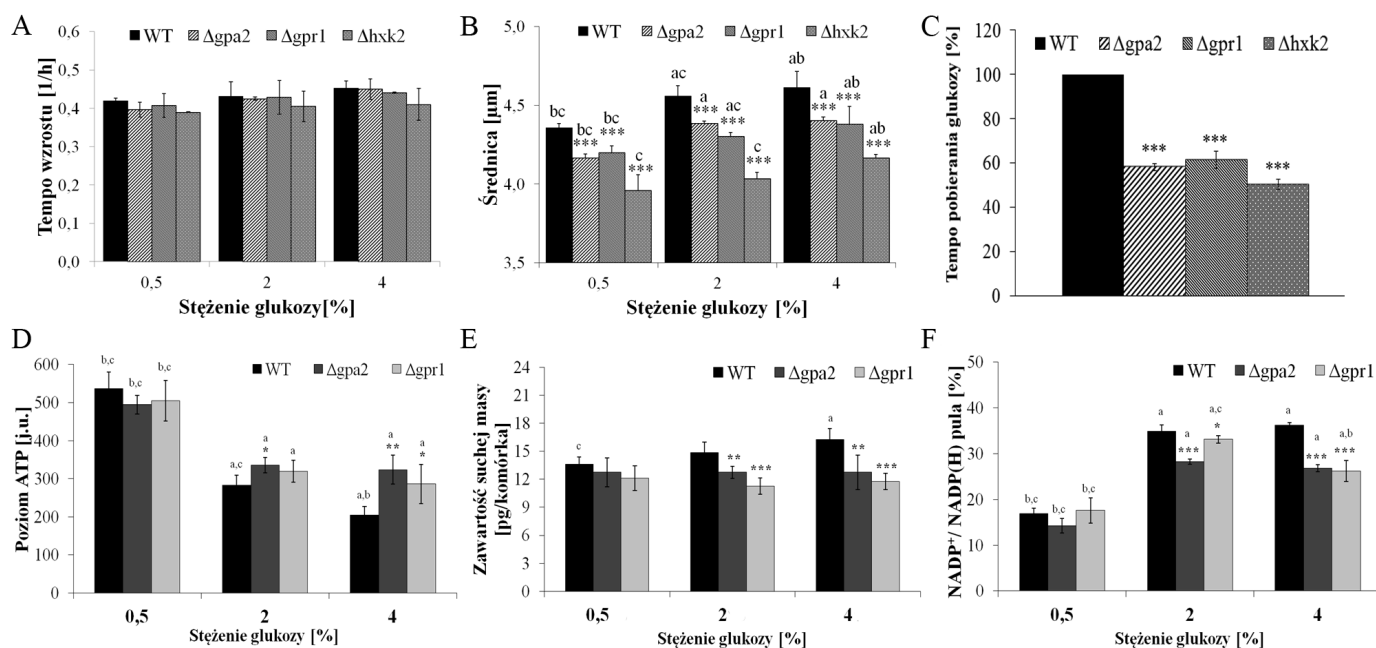 A
Tempo wzrostu [1/h]
0,6
0,5
0,4
0,3
0,2
0,1
0,0
WT Δgpa2 Δgpr1 Δhxk2
0,5 2 4
Stężenie glukozy[%]
B
Średnica [μm]
5,0
4,5
4,0
3,5
WT Δgpa2 Δgpr1 Δhxk2
bc bc *** bc *** c ***
ac a *** ac *** c ***
ab a *** ab *** ab ***
0,5 2 4
Stężenie glukozy [%]
C
Tempo pobierania glukozy [%]
120
100
80
60
40
20
0
WT Δgpa2 Δgpr1 Δhxk2
*** *** ***
D
Poziom ATP [j.u.]
600
500
400
300
200
100
0
WT Δgpa2 Δgpr1
b,c b,c b,c
a,c a * a
a,b a ** a *
0,5 2 4
Stężenie glukozy [%]
E
Zawartość suchej masy
[pg/komórka]
24
21
18
15
12
9
6
3
0
WT Δgpa2 Δgpr1
c
** ***
a ** ***
0,5 2 4
Stężenie glukozy [%]
F
NADP+/ NADP(H) pula [%]
50
40
30
20
10
0
WT Δgpa2 Δgpr1
b,c b,c b,c
a a *** a,c *
a a *** a,b ***
0,5 2 4
Stężenie glukozy [%]